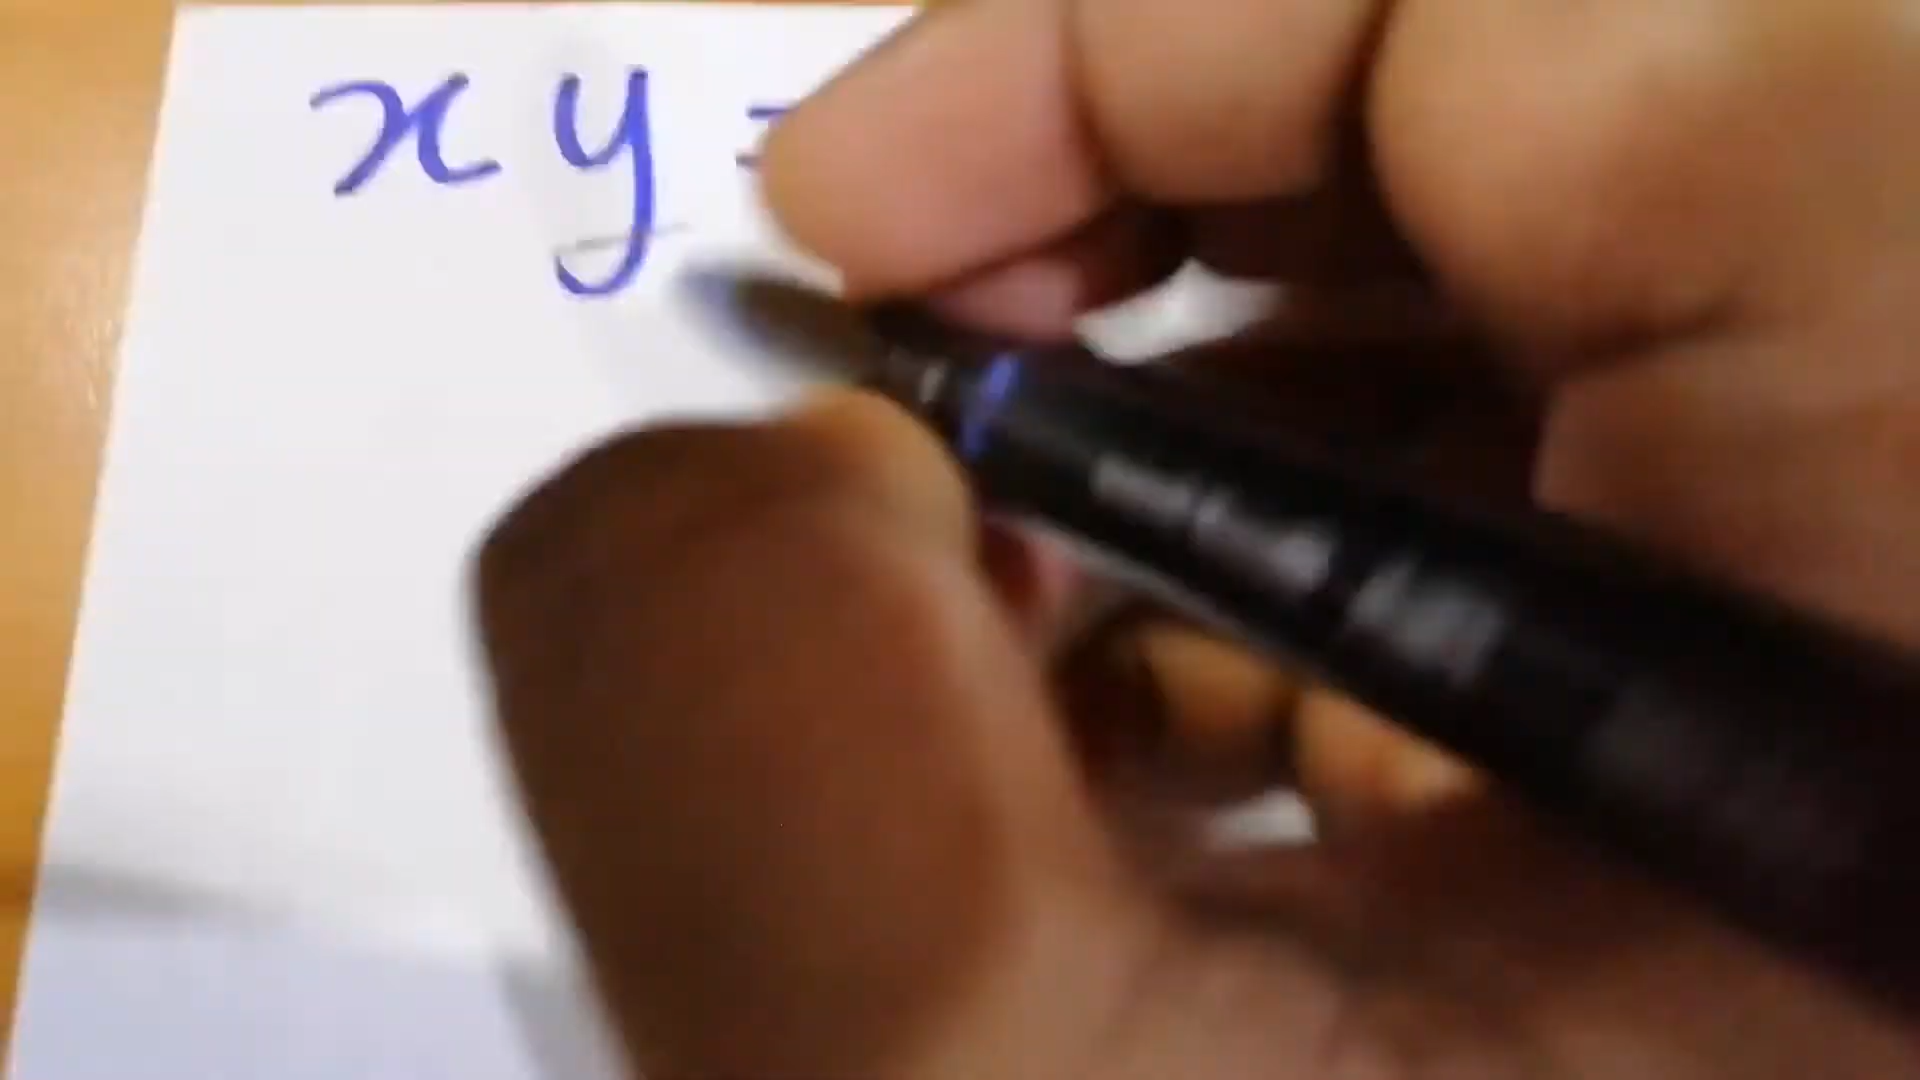 xy =